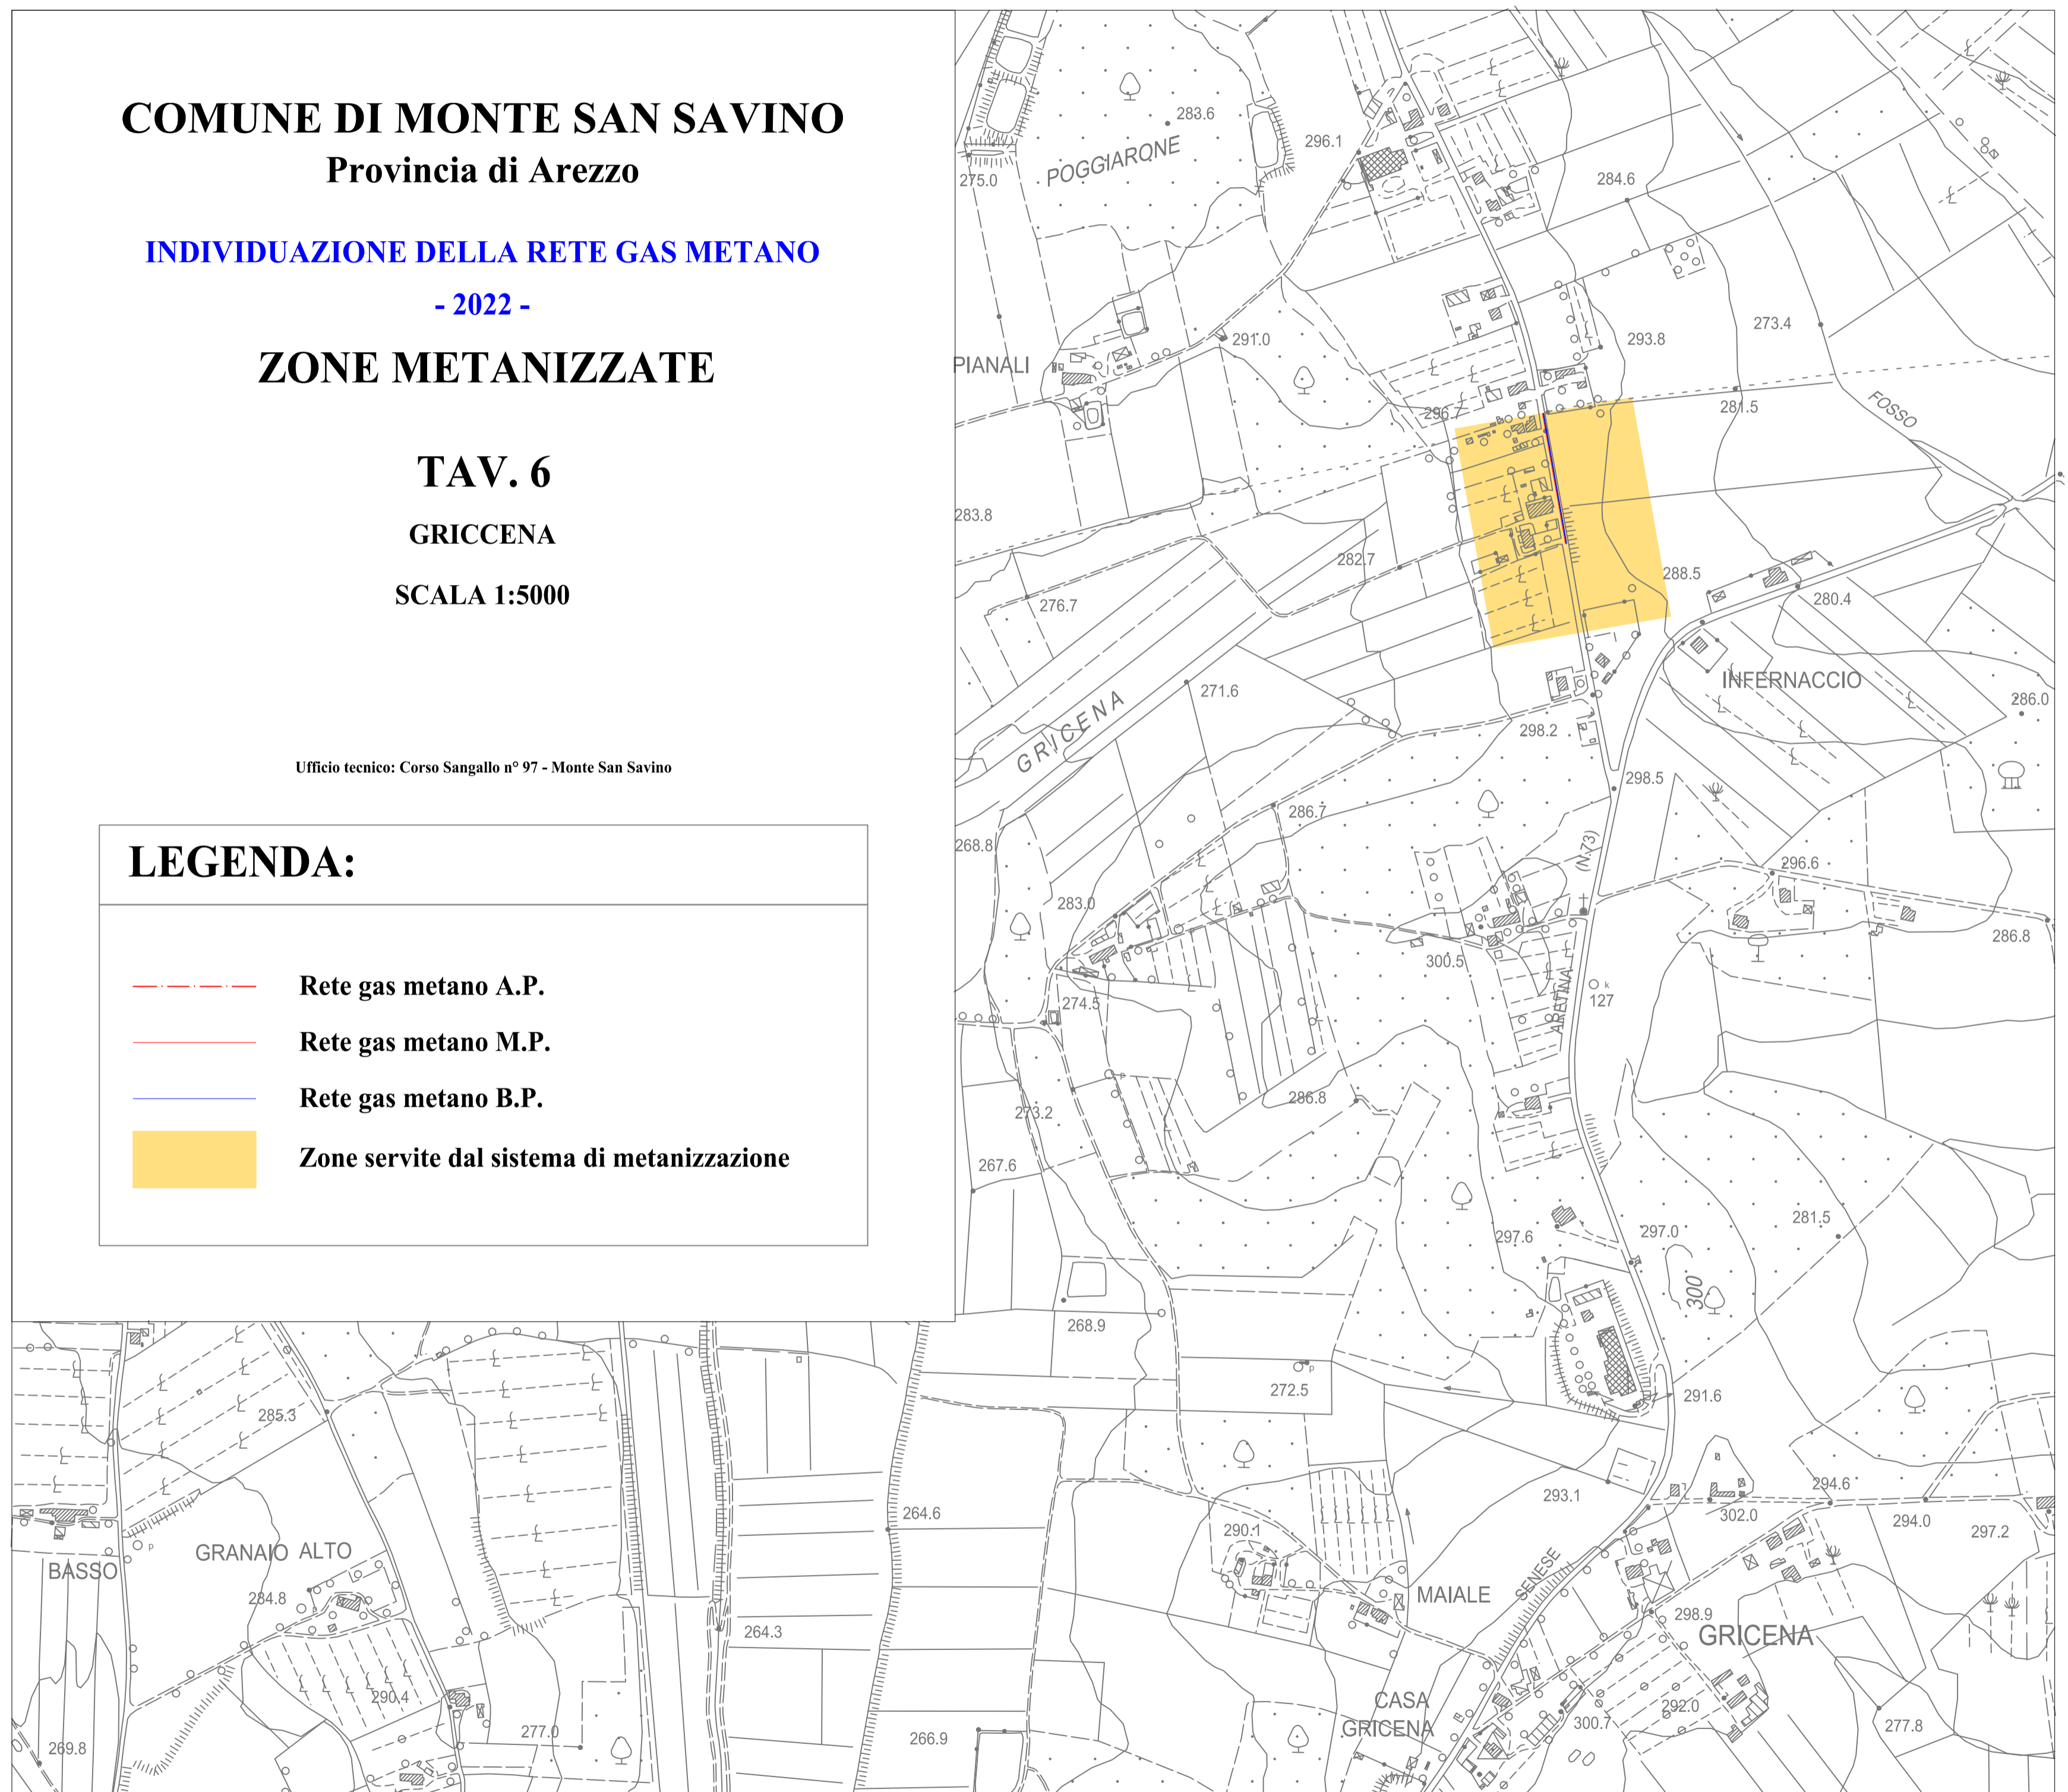 COMUNE DI MONTE SAN SAVINO
Provincia di Arezzo
INDIVIDUAZIONE DELLA RETE GAS METANO
- 2022 -
ZONE METANIZZATE
TAV. 6
GRICCENA
SCALA 1:5000
Ufficio tecnico: Corso Sangallo n° 97 - Monte San Savino
LEGENDA:
Rete gas metano A.P.
Rete gas metano M.P.
Rete gas metano B.P.
Zone servite dal sistema di metanizzazione
283.6
POGGIARONE
275.0
296.1
284.6
291.0
PIANALI
293.8
273.4
296.7
281.5
FOSSO
283.8
282.7
276.7
288.5
280.4
271.6
GRICENA
INFERNACCIO
286.0
298.2
298.5
286.7
268.8
(N.73)
296.6
283.0
300.5
286.8
274.5
ARETINA
k
127
p
273.2
286.8
267.6
297.6
297.0
281.5
300
268.9
272.5
p
291.6
285.3
293.1
294.6
302.0
294.0
297.2
264.6
290.1
p
GRANAIO ALTO
BASSO
284.8
MAIALE
SENESE
298.9
GRICENA
264.3
290.4
277.0
266.9
CASA
GRICENA
300.7
292.0
277.8
269.8